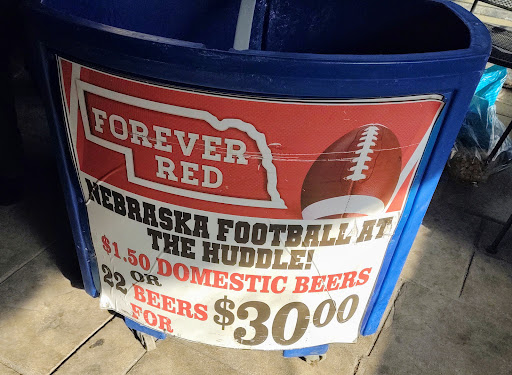 FOREVER
RED
NEBRASKA FOOTBALL AT
THE HUDDLE!
$1.50 DOMESTIC BEERS
OR
22 BEERS
FOR $30.00